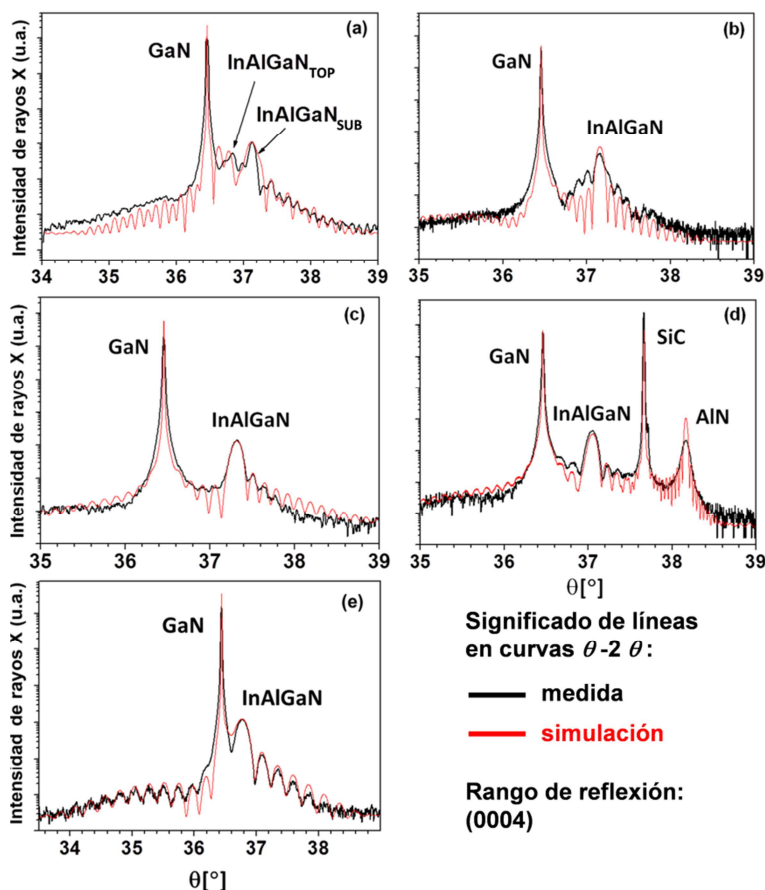 Intensidad de rayos X (u.a.)
(a)
GaN
InAlGaN_TOP
InAlGaN_SUB
34 35 36 37 38 39
(b)
GaN
InAlGaN
35 36 37 38 39
Intensidad de rayos X (u.a.)
(c)
GaN
InAlGaN
35 36 37 38 39
(d)
SiC
GaN
InAlGaN
AlN
35 36 37 38 39
θ[°]
Intensidad de rayos X (u.a.)
(e)
GaN
InAlGaN
34 35 36 37 38
θ[°]
Significado de líneas
en curvas θ-2 θ:
medida
simulación
Rango de reflexión:
(0004)